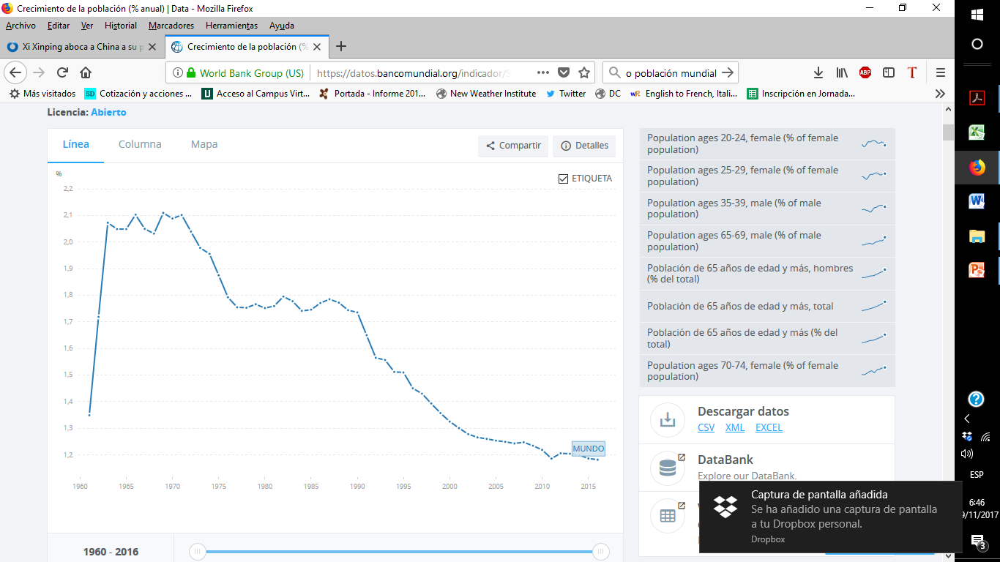 Crecimiento de la población (% anual) | Data - Mozilla Firefox
Archivo Editar Ver Historial Marcadores Herramientas Ayuda
Xi Xinping aboca a China a su p
Crecimiento de la población (%
World Bank Group (US)
https://datos.bancomundial.org/indicador/S
o población mundial
ABP
T
Más visitados
5D Cotización y acciones ...
U Acceso al Campus Virt...
Portada - Informe 201...
New Weather Institute
Twitter
DC
wR English to French, Itali...
Inscripción en Jornada...
Licencia: Abierto
Línea Columna Mapa
Compartir Detalles
%
ETIQUETA
2,2
2,1
2,0
1,9
1,8
1,7
1,6
1,5
1,4
1,3
1,2
MUNDO
1960 1965 1970 1975 1980 1985 1990 1995 2000 2005 2010 2015
1960 - 2016
Population ages 20-24, female (% of female
population)
Population ages 25-29, female (% of female
population)
Population ages 35-39, male (% of male
population)
Population ages 65-69, male (% of male
population)
Población de 65 años de edad y más, hombres
(% del total)
Población de 65 años de edad y más, total
Población de 65 años de edad y más (% del
total)
Population ages 70-74, female (% of female
population)
Descargar datos
CSV XML EXCEL
DataBank
Explore our DataBank.
Captura de pantalla añadida
Se ha añadido una captura de pantalla
a tu Dropbox personal.
Dropbox
ESP
6:46
9/11/2017
3